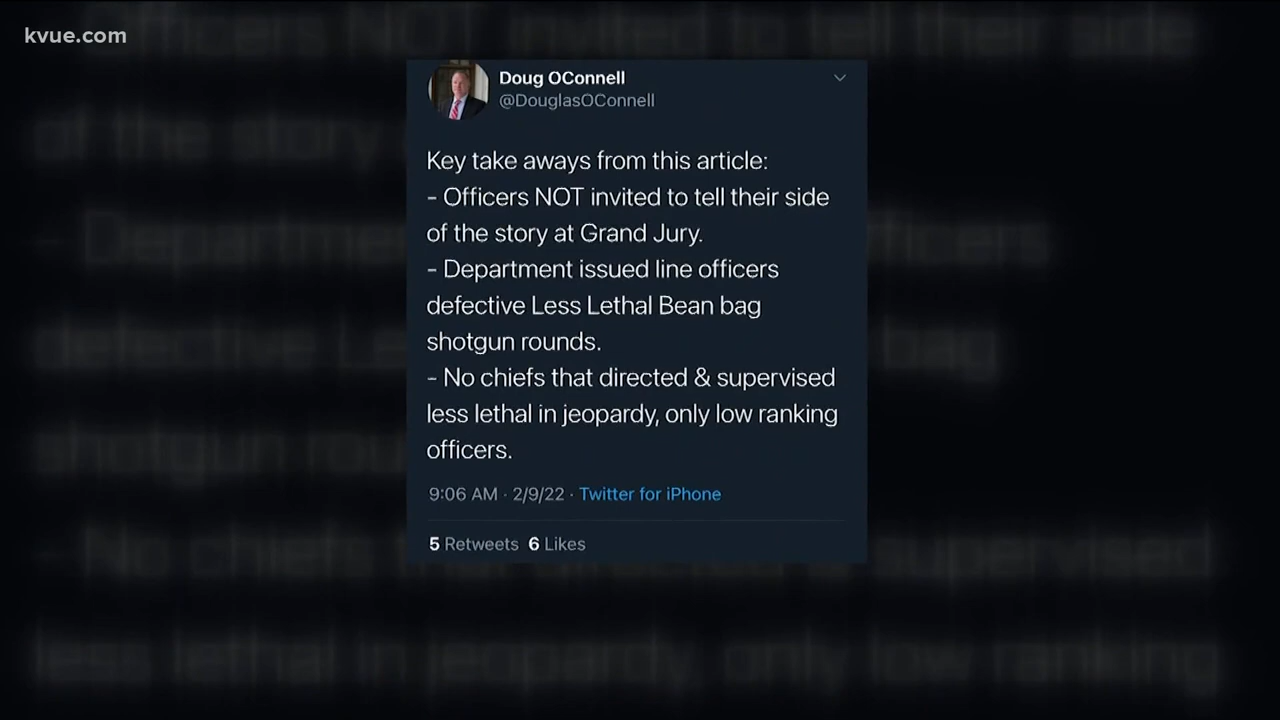 kvue.com
Doug OConnell
@DouglasOConnell
Key take aways from this article:
- Officers NOT invited to tell their side
of the story at Grand Jury.
- Department issued line officers
defective Less Lethal Bean bag
shotgun rounds.
- No chiefs that directed & supervised
less lethal in jeopardy, only low ranking
officers.
9:06 AM · 2/9/22 · Twitter for iPhone
5 Retweets 6 Likes